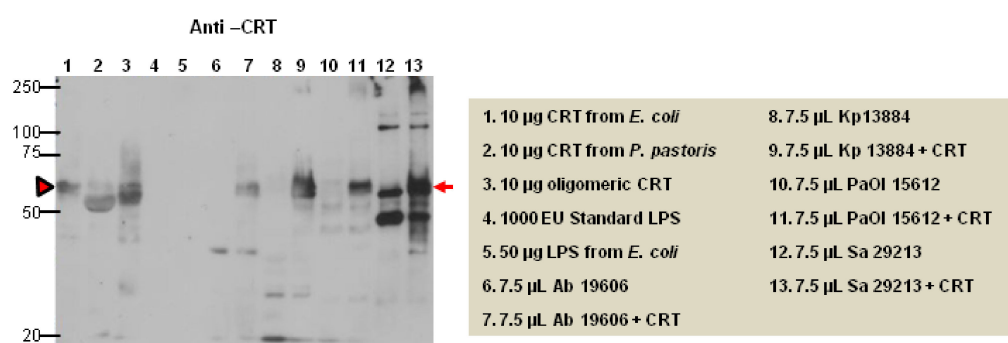 Anti –CRT
1 2 3 4 5 6 7 8 9 10 11 12 13
250
100
75
50
20
1. 10 µg CRT from E. coli
2. 10 µg CRT from P. pastoris
3. 10 µg oligomeric CRT
4. 1000 EU Standard LPS
5. 50 µg LPS from E. coli
6. 7.5 µL Ab 19606
7. 7.5 µL Ab 19606 + CRT
8. 7.5 µL Kp13884
9. 7.5 µL Kp 13884 + CRT
10. 7.5 µL PaOI 15612
11. 7.5 µL PaOI 15612 + CRT
12. 7.5 µL Sa 29213
13. 7.5 µL Sa 29213 + CRT